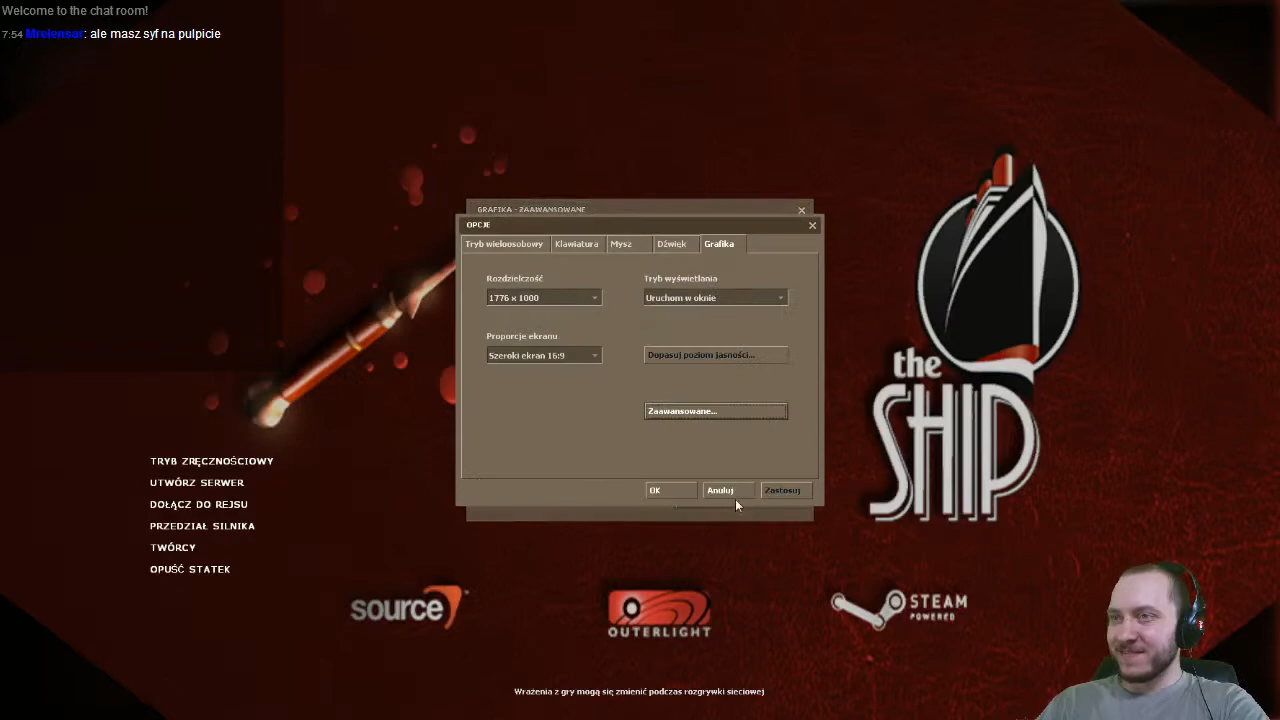 Welcome to the chat room!
7:54 Mrelensar: ale masz syf na pulpicie
GRAFIKA - ZAAWANSOWANE
OPCJE
Tryb wieloosobowy Klawiatura Mysz Dźwięk Grafika
Rozdzielczość Tryb wyświetlania
1776 x 1000 Uruchom w oknie
Proporcje ekranu
Szeroki ekran 16:9 Dopasuj poziom jasności...
Zaawansowane...
OK Anuluj Zastosuj
the
SHIP
TRYB ZRĘCZNOŚCIOWY
UTWÓRZ SERWER
DOŁĄCZ DO REJSU
PRZEDZIAŁ SILNIKA
TWÓRCY
OPUŚĆ STATEK
source
OUTERLIGHT
STEAM
POWERED
Wrażenia z gry mogą się zmienić podczas rozgrywki sieciowej